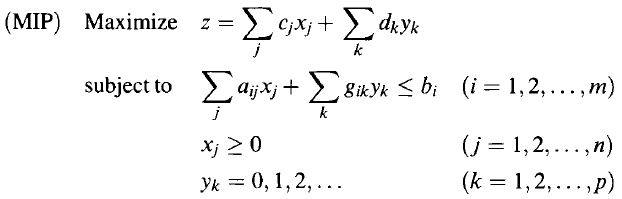 (MIP) Maximize z = ∑_j c_j x_j + ∑_k d_k y_k
subject to ∑_j a_ij x_j + ∑_k g_ik y_k ≤ b_i (i = 1, 2, . . . , m)
x_j ≥ 0 (j = 1, 2, . . . , n)
y_k = 0, 1, 2, . . . (k = 1, 2, . . . , p)